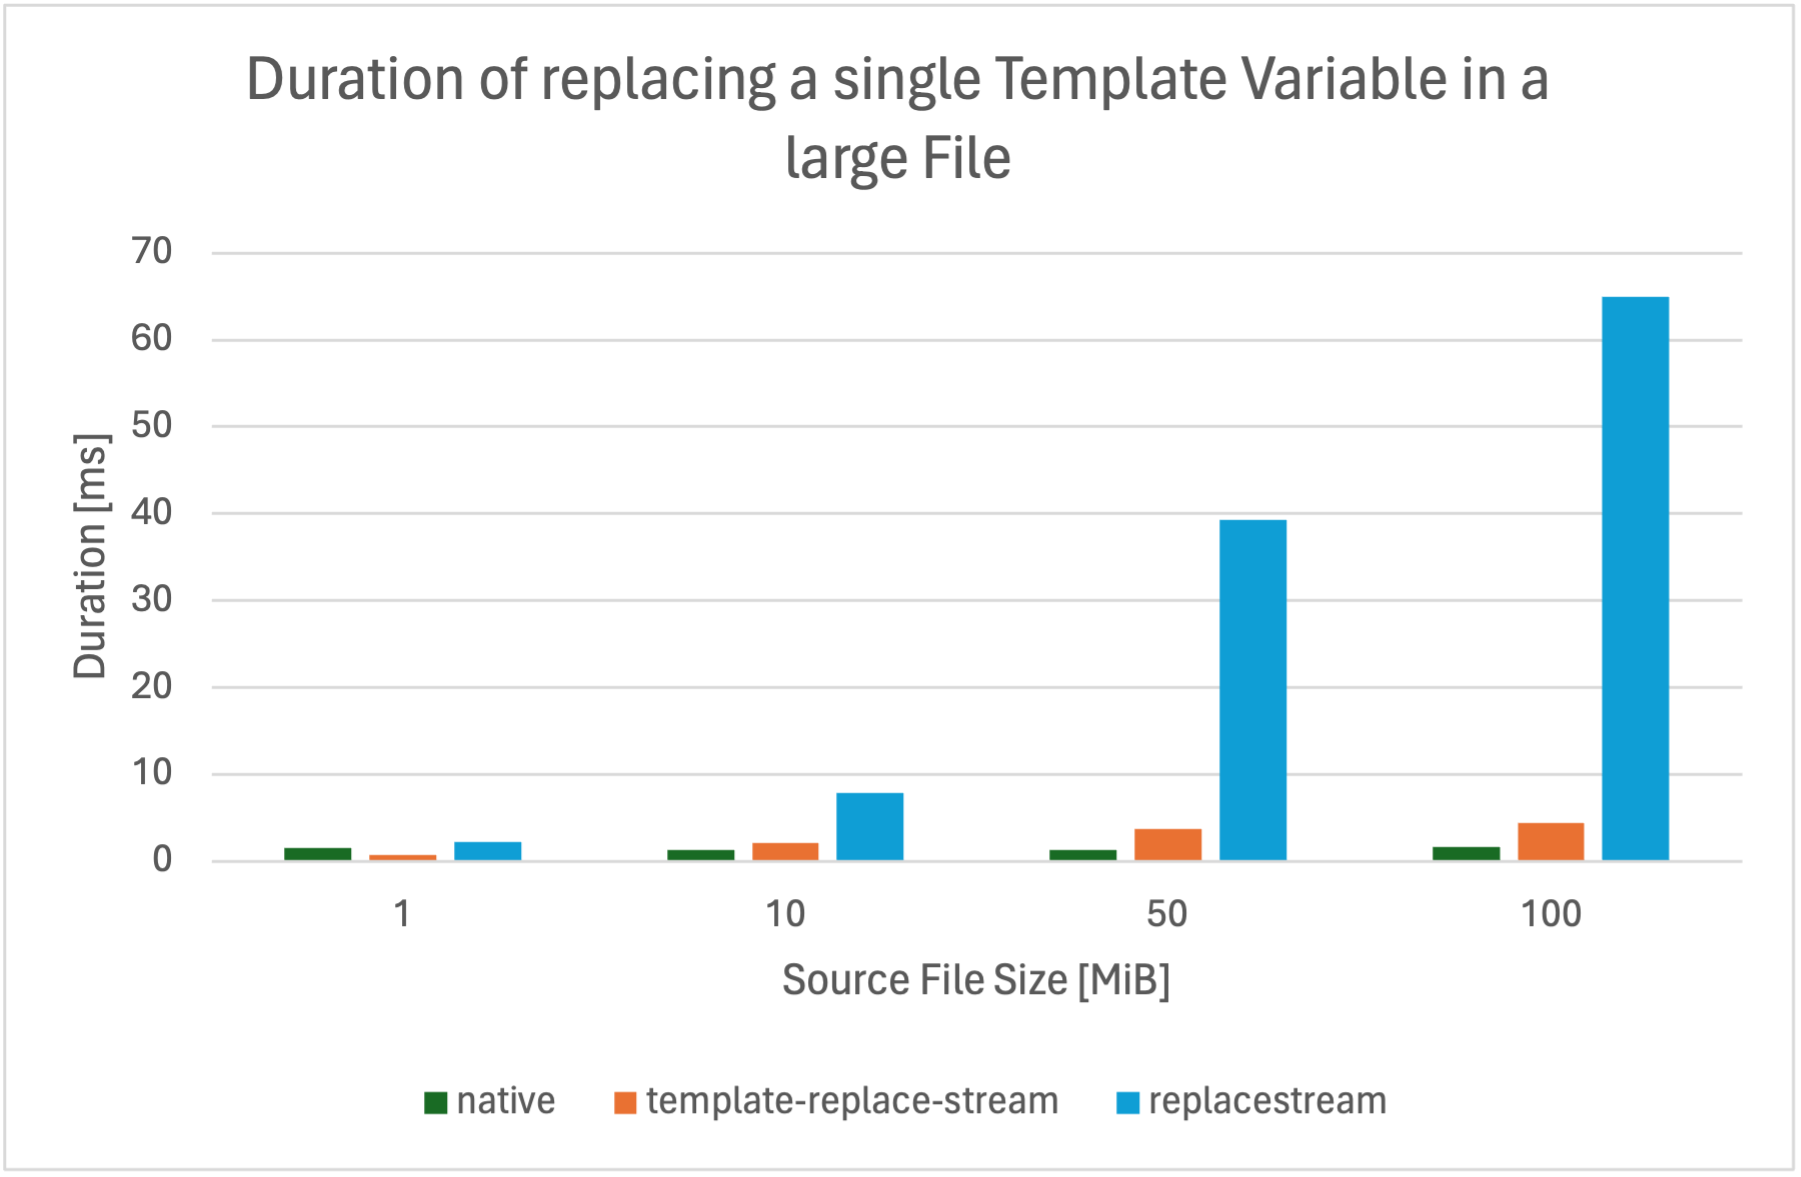 Duration of replacing a single Template Variable in a
large File
70
60
50
40
30
20
10
0
Duration [ms]
1 10 50 100
Source File Size [MiB]
native template-replace-stream replacestream